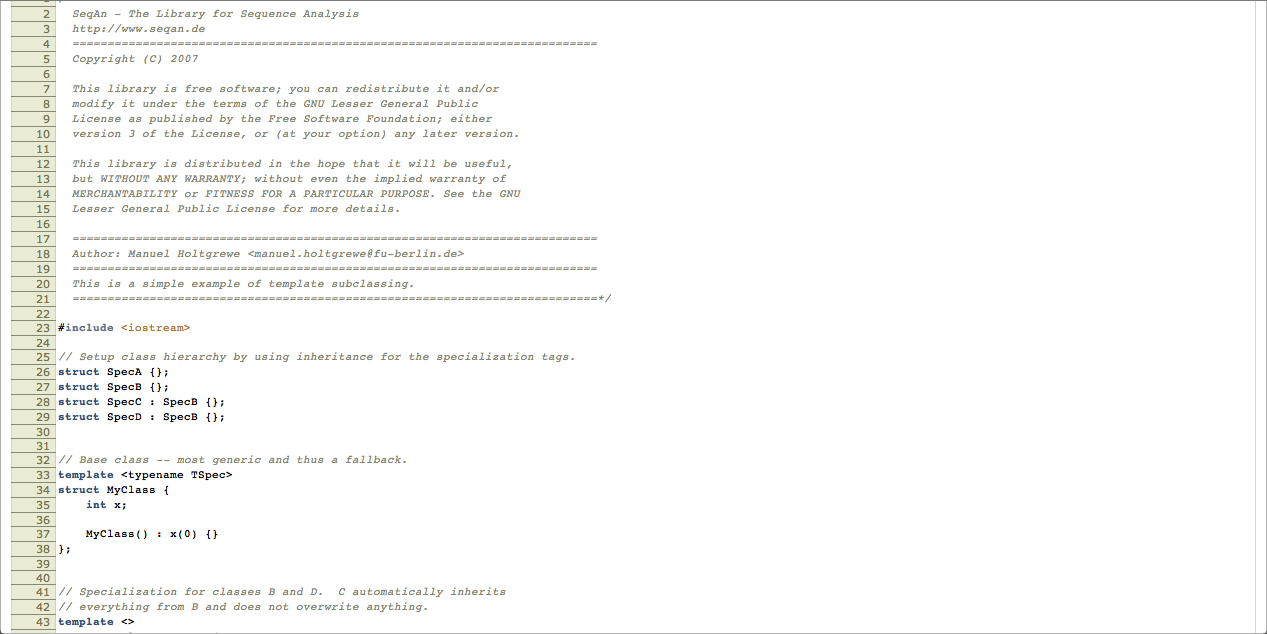 2 SeqAn - The Library for Sequence Analysis
3 http://www.seqan.de
4 ===========================================================================
5 Copyright (C) 2007
6
7 This library is free software; you can redistribute it and/or
8 modify it under the terms of the GNU Lesser General Public
9 License as published by the Free Software Foundation; either
10 version 3 of the License, or (at your option) any later version.
11
12 This library is distributed in the hope that it will be useful,
13 but WITHOUT ANY WARRANTY; without even the implied warranty of
14 MERCHANTABILITY or FITNESS FOR A PARTICULAR PURPOSE. See the GNU
15 Lesser General Public License for more details.
16
17 ===========================================================================
18 Author: Manuel Holtgrewe <manuel.holtgrewe@fu-berlin.de>
19 ===========================================================================
20 This is a simple example of template subclassing.
21 ===========================================================================*/
22
23 #include <iostream>
24
25 // Setup class hierarchy by using inheritance for the specialization tags.
26 struct SpecA {};
27 struct SpecB {};
28 struct SpecC : SpecB {};
29 struct SpecD : SpecB {};
30
31
32 // Base class -- most generic and thus a fallback.
33 template <typename TSpec>
34 struct MyClass {
35     int x;
36
37     MyClass() : x(0) {}
38 };
39
40
41 // Specialization for classes B and D.  C automatically inherits
42 // everything from B and does not overwrite anything.
43 template <>